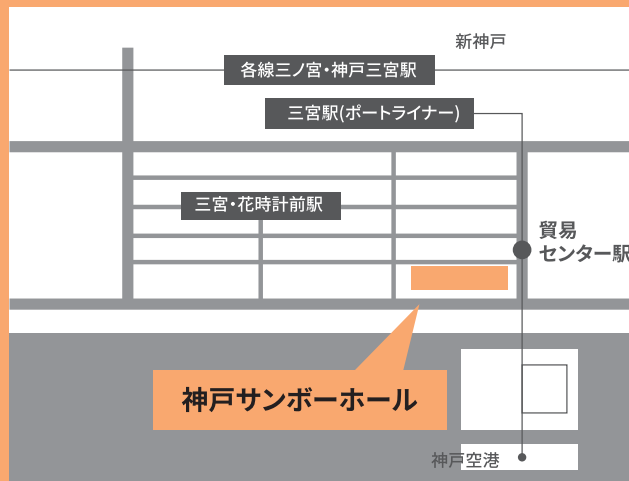 新神戸
各線三ノ宮・神戸三宮駅
三宮駅(ポートライナー)
三宮・花時計前駅
貿易
センター駅
神戸サンボーホール
神戸空港